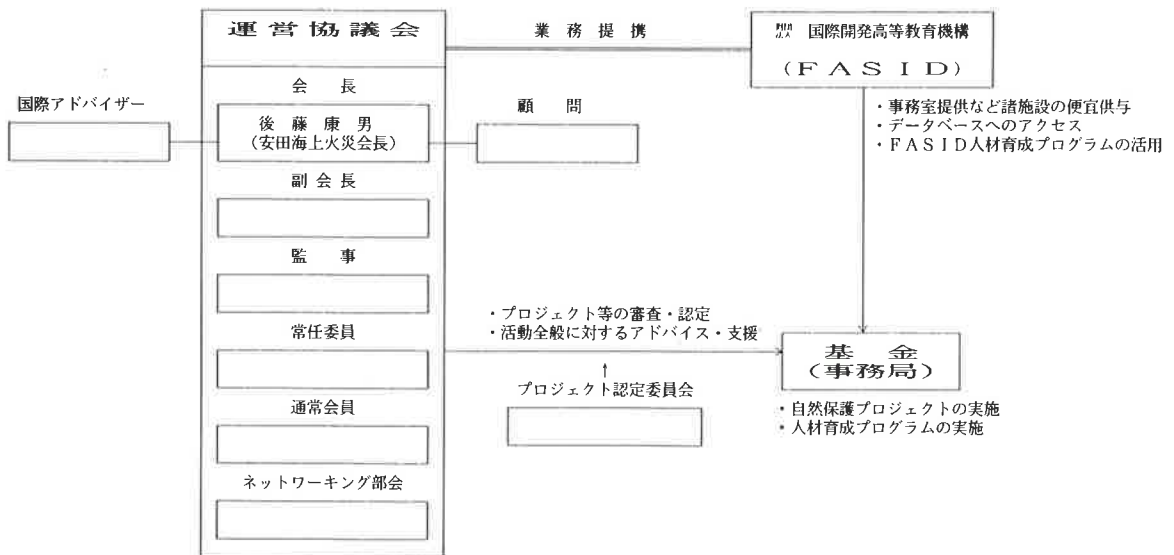 運営協議会
業務提携
財団法人 国際開発高等教育機構
(FASID)
国際アドバイザー
会長
後藤康男
(安田海上火災会長)
顧問
・事務室提供など諸施設の便宜供与
・データベースへのアクセス
・FASID人材育成プログラムの活用
副会長
監事
・プロジェクト等の審査・認定
・活動全般に対するアドバイス・支援
常任委員
基金
(事務局)
プロジェクト認定委員会
・自然保護プロジェクトの実施
・人材育成プログラムの実施
通常会員
ネットワーキング部会